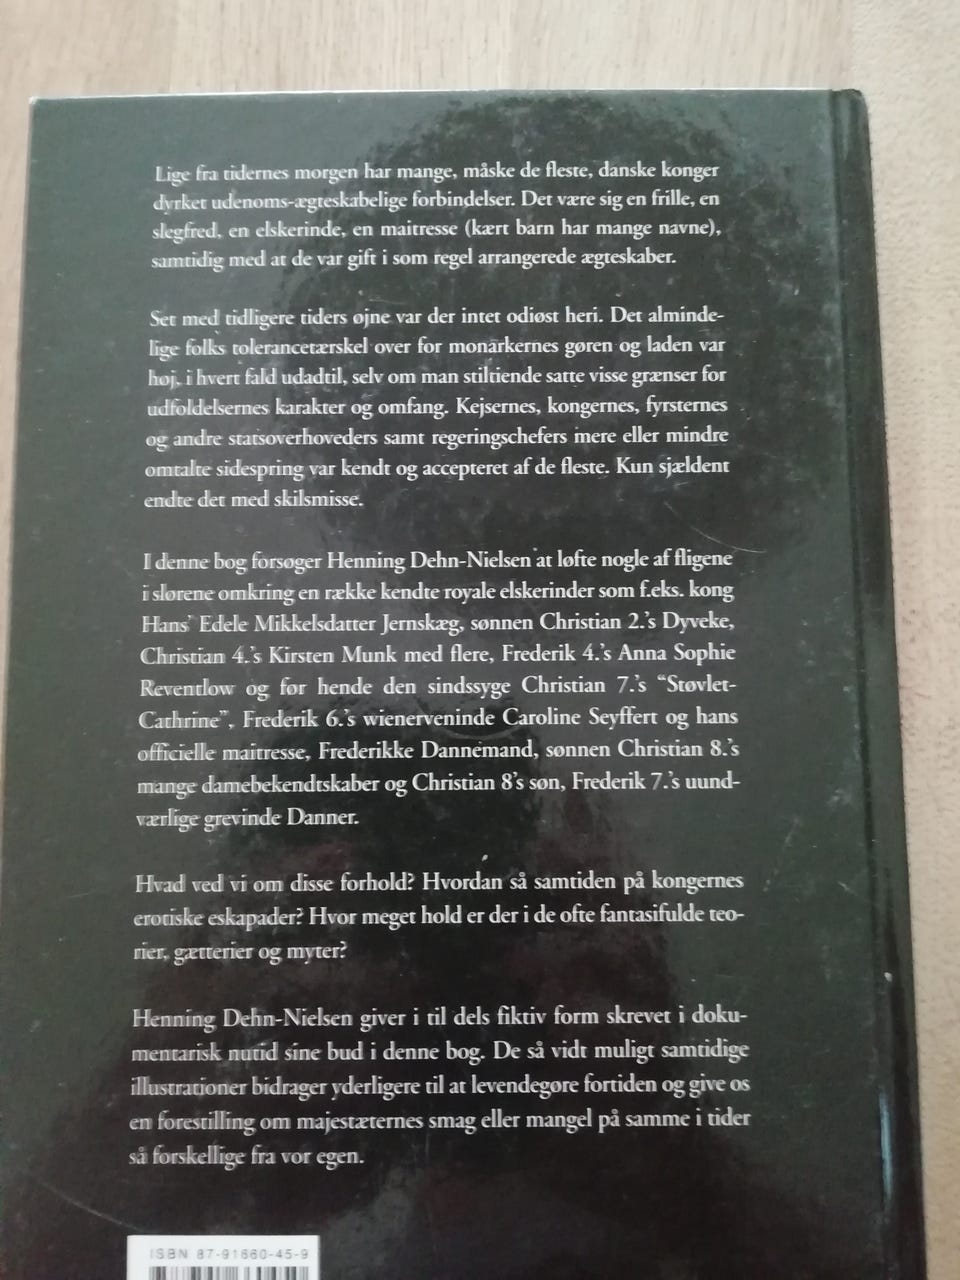 Lige fra tidernes morgen har mange, måske de fleste, danske konger
dyrket udenoms-ægteskabelige forbindelser. Det være sig en frille, en
slegfred, en elskerinde, en maitresse (kært barn har mange navne),
samtidig med at de var gift i som regel arrangerede ægteskaber.
Set med tidligere tiders øjne var der intet odiøst heri. Det alminde-
lige folks tolerancetærskel over for monarkernes gøren og laden var
høj, i hvert fald udadtil, selv om man stiltiende satte visse grænser for
udfoldelsernes karakter og omfang. Kejsernes, kongernes, fyrsternes
og andre statsoverhoveders samt regeringschefers mere eller mindre
omtalte sidespring var kendt og accepteret af de fleste. Kun sjældent
endte det med skilsmisse.
I denne bog forsøger Henning Dehn-Nielsen at løfte nogle af fligene
i slørene omkring en række kendte royale elskerinder som f.eks. kong
Hans' Edele Mikkelsdatter Jernskæg, sønnen Christian 2.'s Dyveke,
Christian 4.'s Kirsten Munk med flere, Frederik 4.'s Anna Sophie
Reventlow og før hende den sindssyge Christian 7.'s "Støvlet-
Cathrine", Frederik 6.'s wienerveninde Caroline Seyffert og hans
officielle maitresse, Frederikke Dannemand, sønnen Christian 8.'s
mange damebekendtskaber og Christian 8's søn, Frederik 7.'s uund-
værlige grevinde Danner.
Hvad ved vi om disse forhold? Hvordan så samtiden på kongernes
erotiske eskapader? Hvor meget hold er der i de ofte fantasifulde teo-
rier, gætterier og myter?
Henning Dehn-Nielsen giver i til dels fiktiv form skrevet i doku-
mentarisk nutid sine bud i denne bog. De så vidt muligt samtidige
illustrationer bidrager yderligere til at levendegøre fortiden og give os
en forestilling om majestæternes smag eller mangel på samme i tider
så forskellige fra vor egen.
ISBN 87-91660-45-9